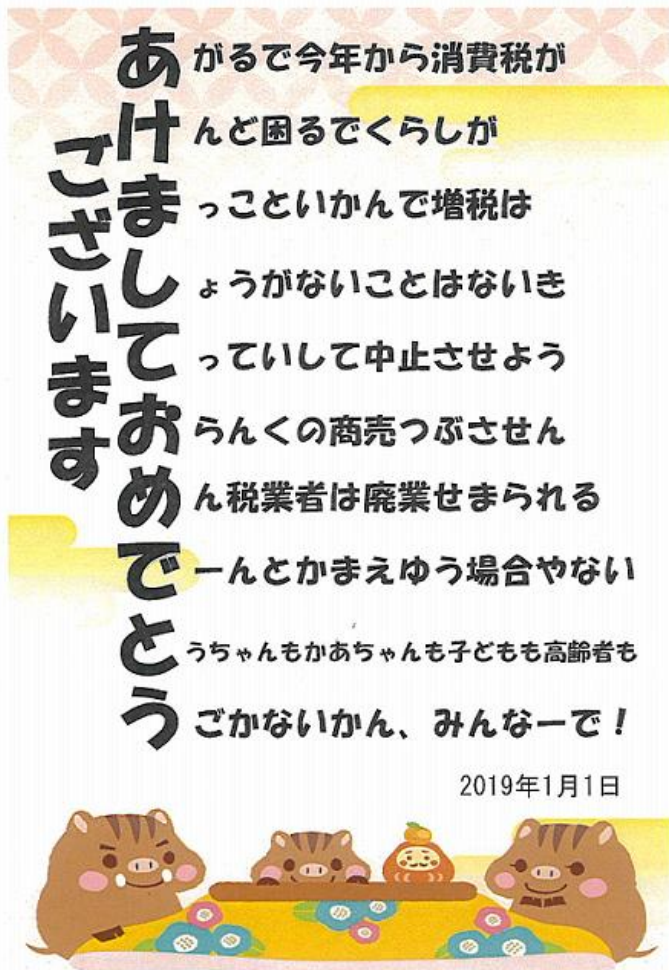 あがるで今年から消費税が
けんど困るでくらしが
まっこといかんで増税は
しょうがないことはないき
てっていして中止させよう
おらんくの商売つぶさせん
めん税業者は廃業せまられる
でーんとかまえゆう場合やない
とうちゃんもかあちゃんも子どもも高齢者も
うごかないかん、みんなーで！
ございます
2019年1月1日